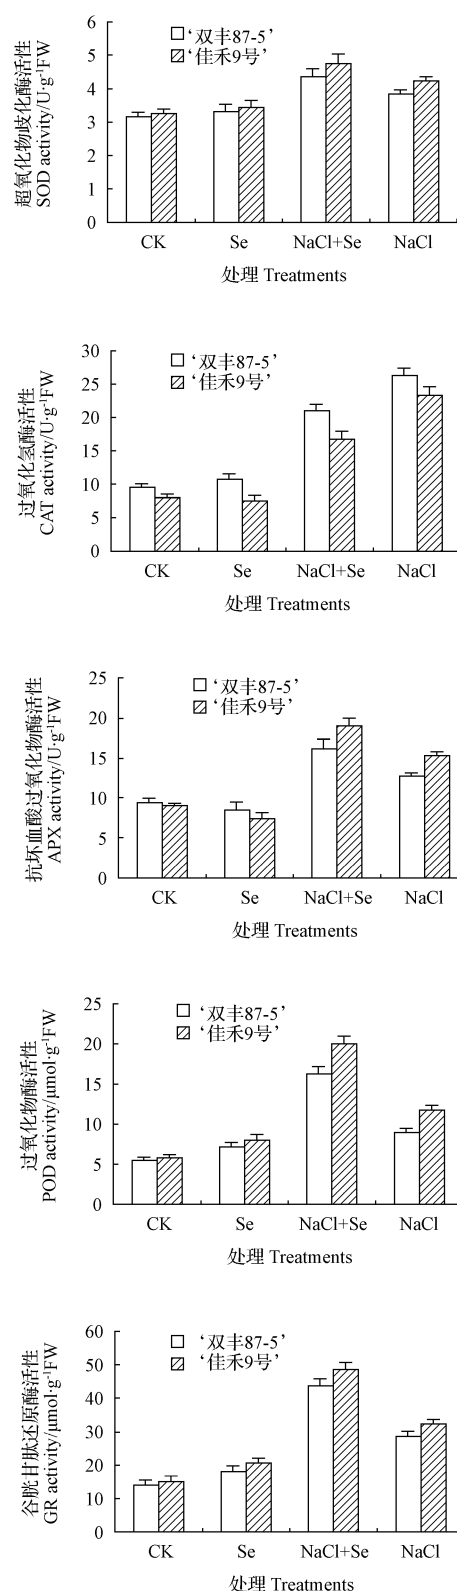 超氧化物歧化酶活性
SOD activity/U·g-1FW
6
5
4
3
2
1
0
'双丰87-5'
'佳禾9号'
CK Se NaCl+Se NaCl
处理 Treatments
过氧化氢酶活性
CAT activity/U·g-1FW
30
25
20
15
10
5
0
'双丰87-5'
'佳禾9号'
CK Se NaCl+Se NaCl
处理 Treatments
抗坏血酸过氧化物酶活性
APX activity/U·g-1FW
25
20
15
10
5
0
'双丰87-5'
'佳禾9号'
CK Se NaCl+Se NaCl
处理 Treatments
过氧化物酶活性
POD activity/μmol·g-1FW
25
20
15
10
5
0
'双丰87-5'
'佳禾9号'
CK Se NaCl+Se NaCl
处理 Treatments
谷胱甘肽还原酶活性
GR activity/μmol·g-1FW
60
50
40
30
20
10
0
'双丰87-5'
'佳禾9号'
CK Se NaCl+Se NaCl
处理 Treatments